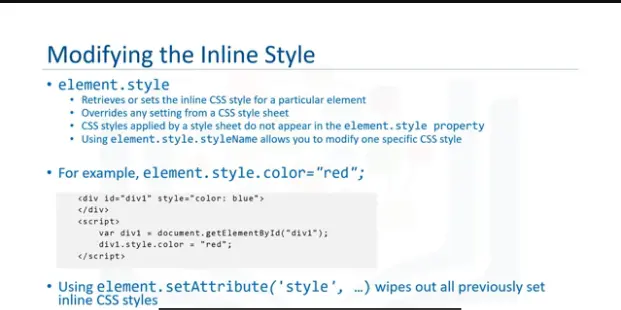 Modifying the Inline Style
• element.style
• Retrieves or sets the inline CSS style for a particular element
• Overrides any setting from a CSS style sheet
• CSS styles applied by a style sheet do not appear in the element.style property
• Using element.style.styleName allows you to modify one specific CSS style
• For example, element.style.color="red";
<div id="div1" style="color: blue">
</div>
<script>
var div1 = document.getElementById("div1");
div1.style.color = "red";
</script>
• Using element.setAttribute('style', …) wipes out all previously set
inline CSS styles